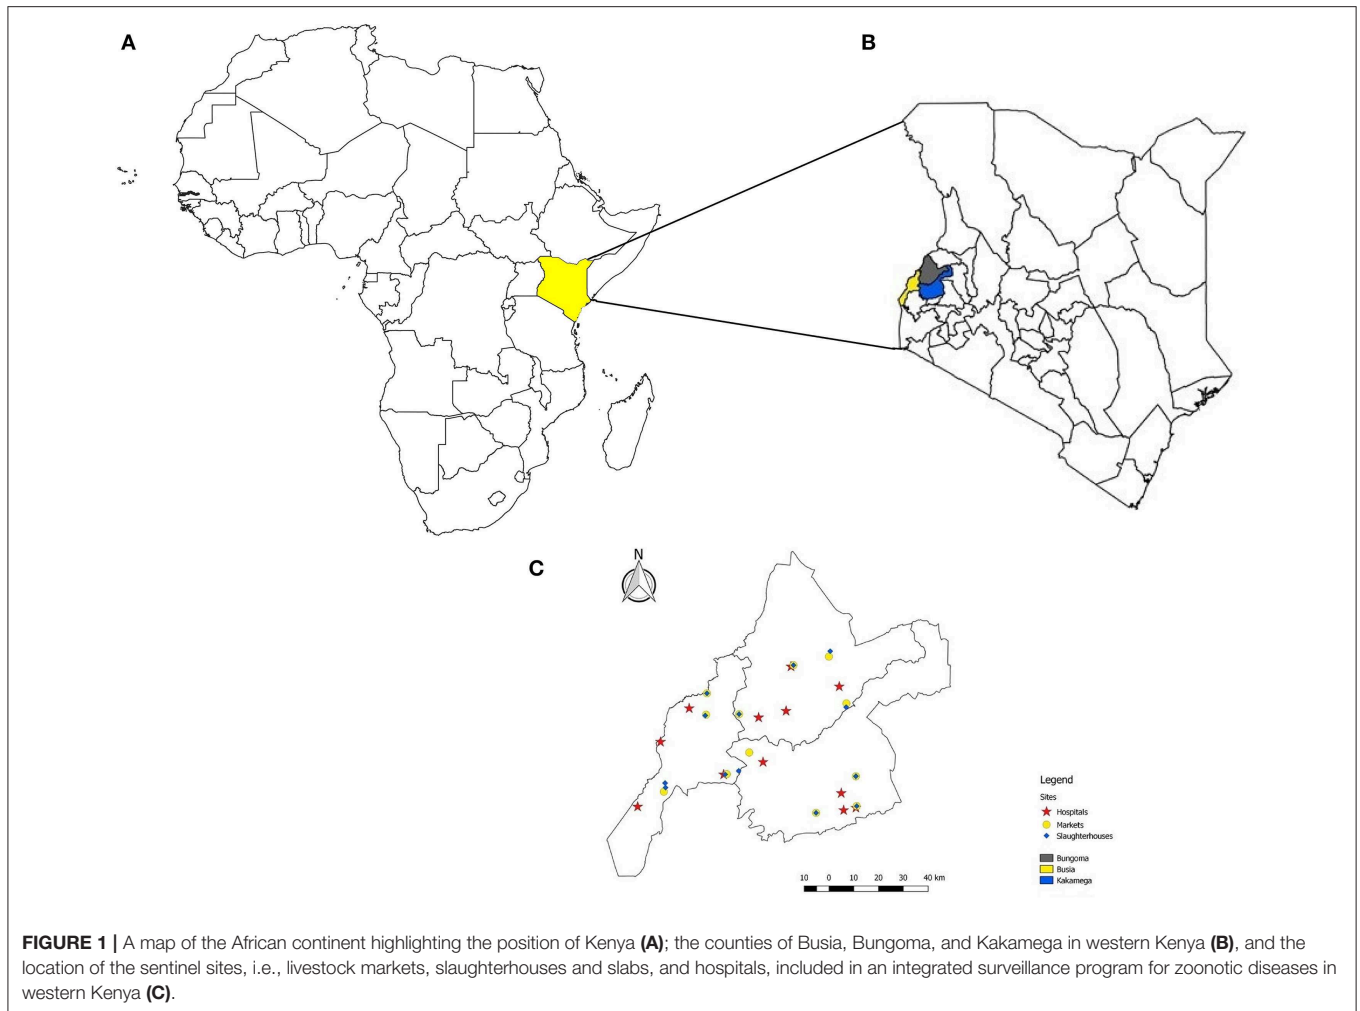 A
B
C
N
Legend
Sites
Hospitals
Markets
Slaughterhouses
Bungoma
Busia
Kakamega
10 0 10 20 30 40 km
FIGURE 1 | A map of the African continent highlighting the position of Kenya (A); the counties of Busia, Bungoma, and Kakamega in western Kenya (B), and the
location of the sentinel sites, i.e., livestock markets, slaughterhouses and slabs, and hospitals, included in an integrated surveillance program for zoonotic diseases in
western Kenya (C).